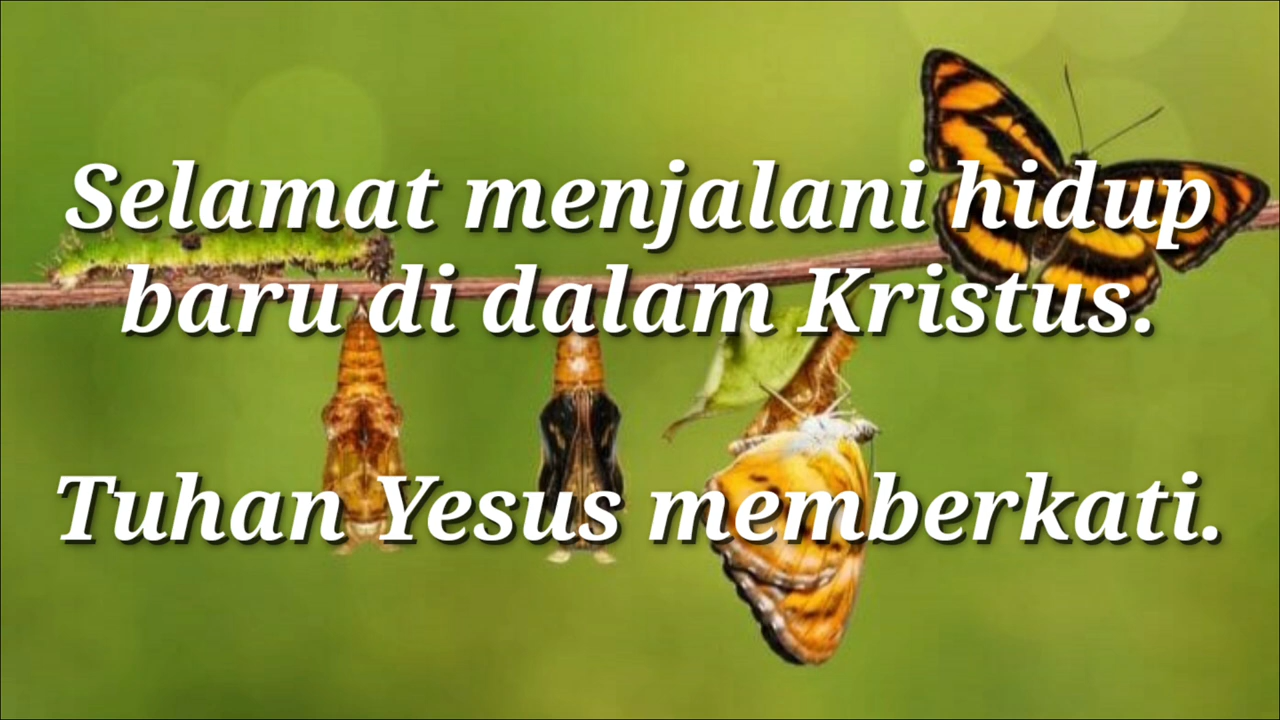 Selamat menjalani hidup
baru di dalam Kristus.
Tuhan Yesus memberkati.